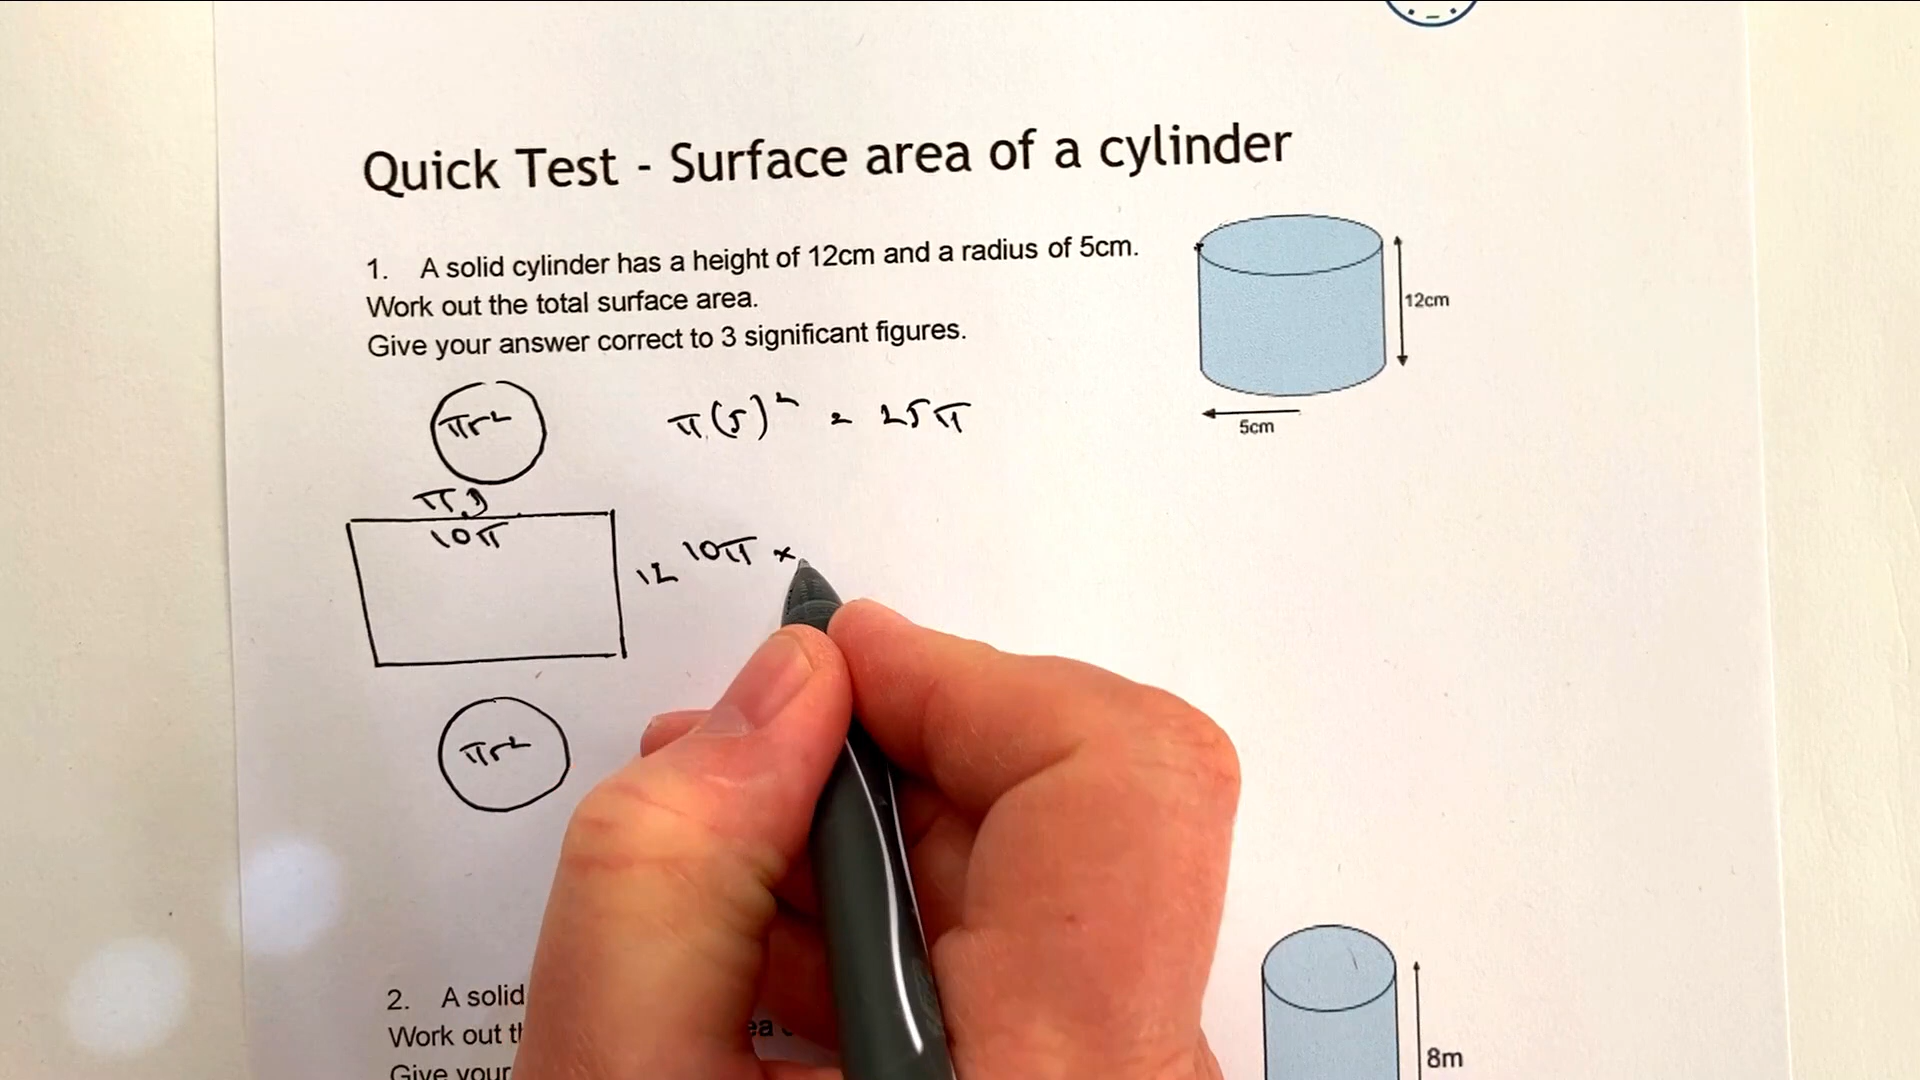 Quick Test - Surface area of a cylinder
1. A solid cylinder has a height of 12cm and a radius of 5cm.
Work out the total surface area.
Give your answer correct to 3 significant figures.
12cm
5cm
πr²
π(5)² = 25π
πD
10π
12
10π ×
πr²
2. A solid
Work out
Give your
8m